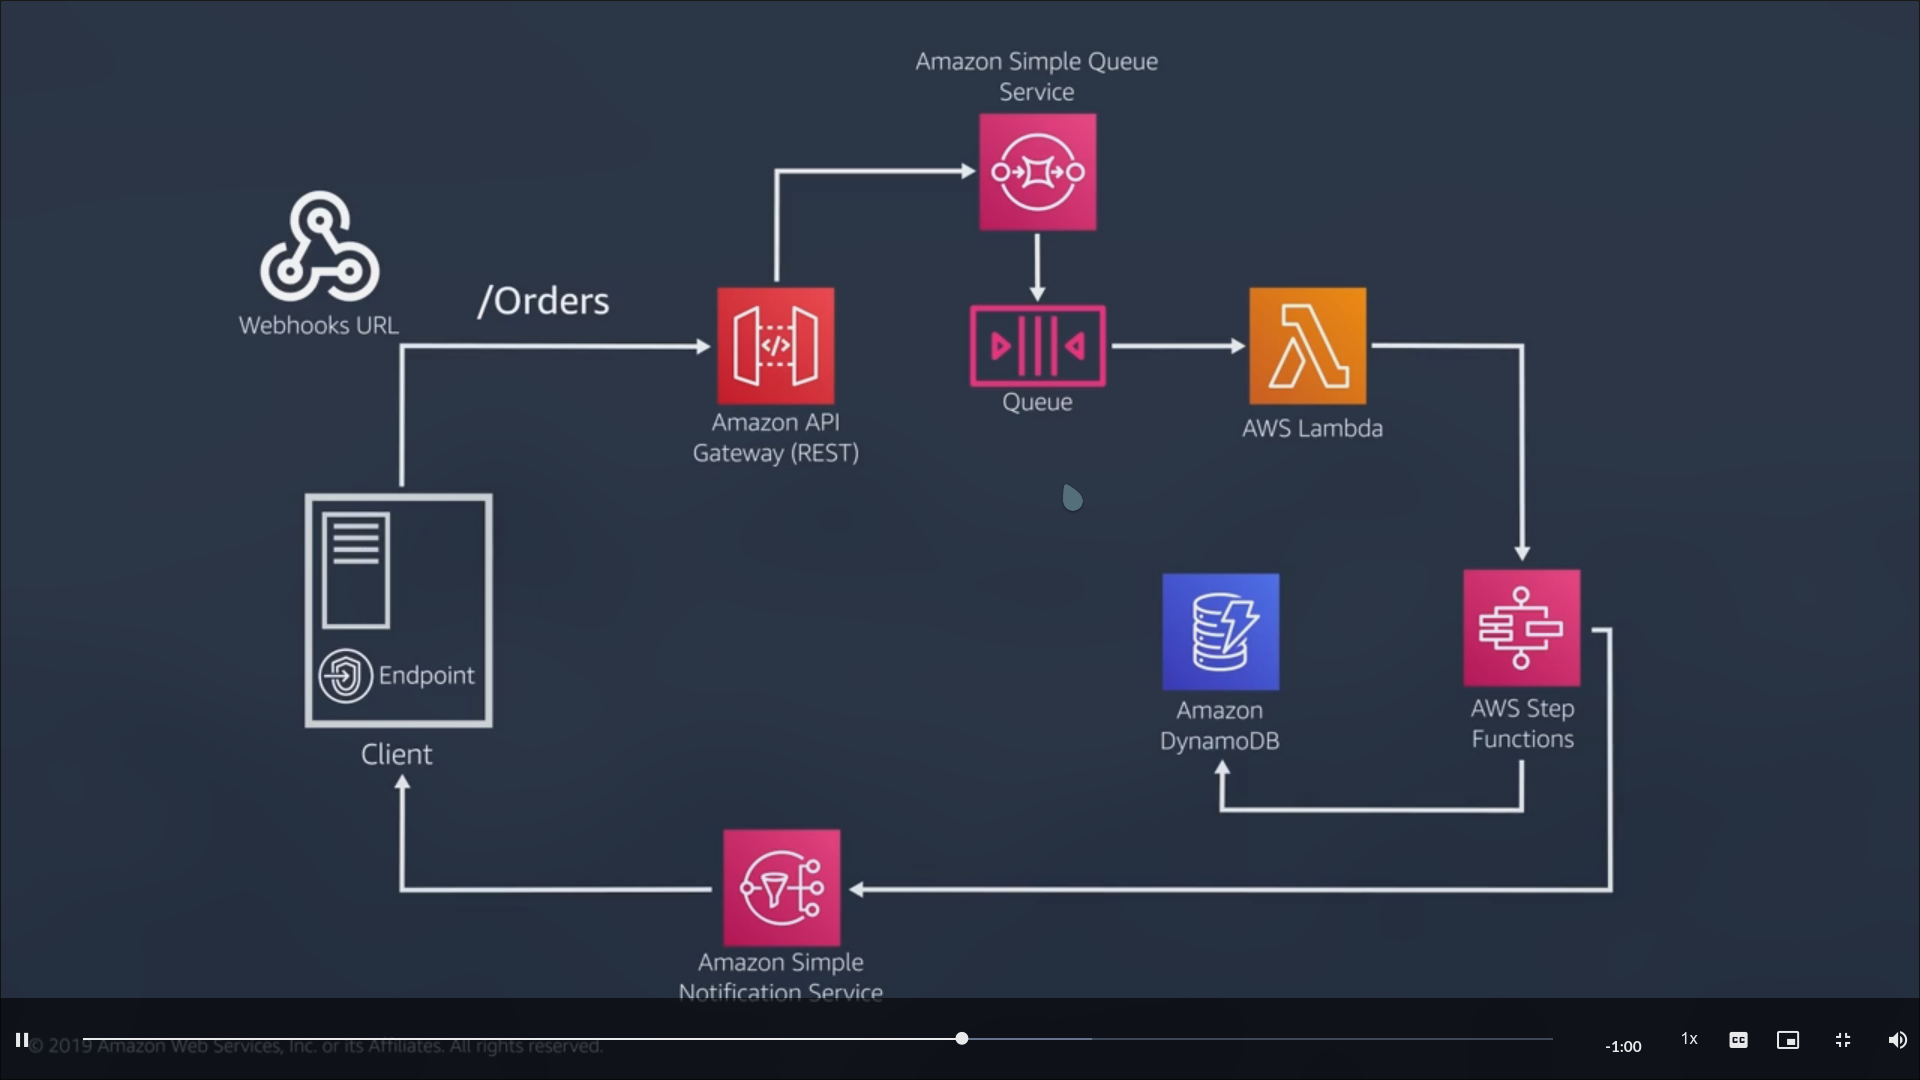 Amazon Simple Queue
Service
Webhooks URL
/Orders
Amazon API
Gateway (REST)
</>
Queue
AWS Lambda
Endpoint
Client
Amazon
DynamoDB
AWS Step
Functions
Amazon Simple
Notification Service
© 2019 Amazon Web Services, Inc. or its Affiliates. All rights reserved.
-1:00
1x
CC